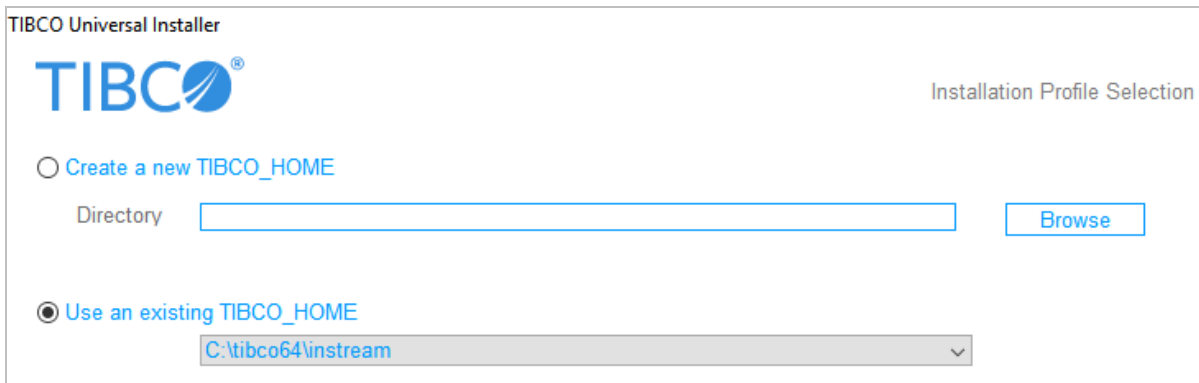 TIBCO Universal Installer
TIBCO®
Installation Profile Selection
Create a new TIBCO_HOME
Directory
Browse
Use an existing TIBCO_HOME
C:\tibco64\instream